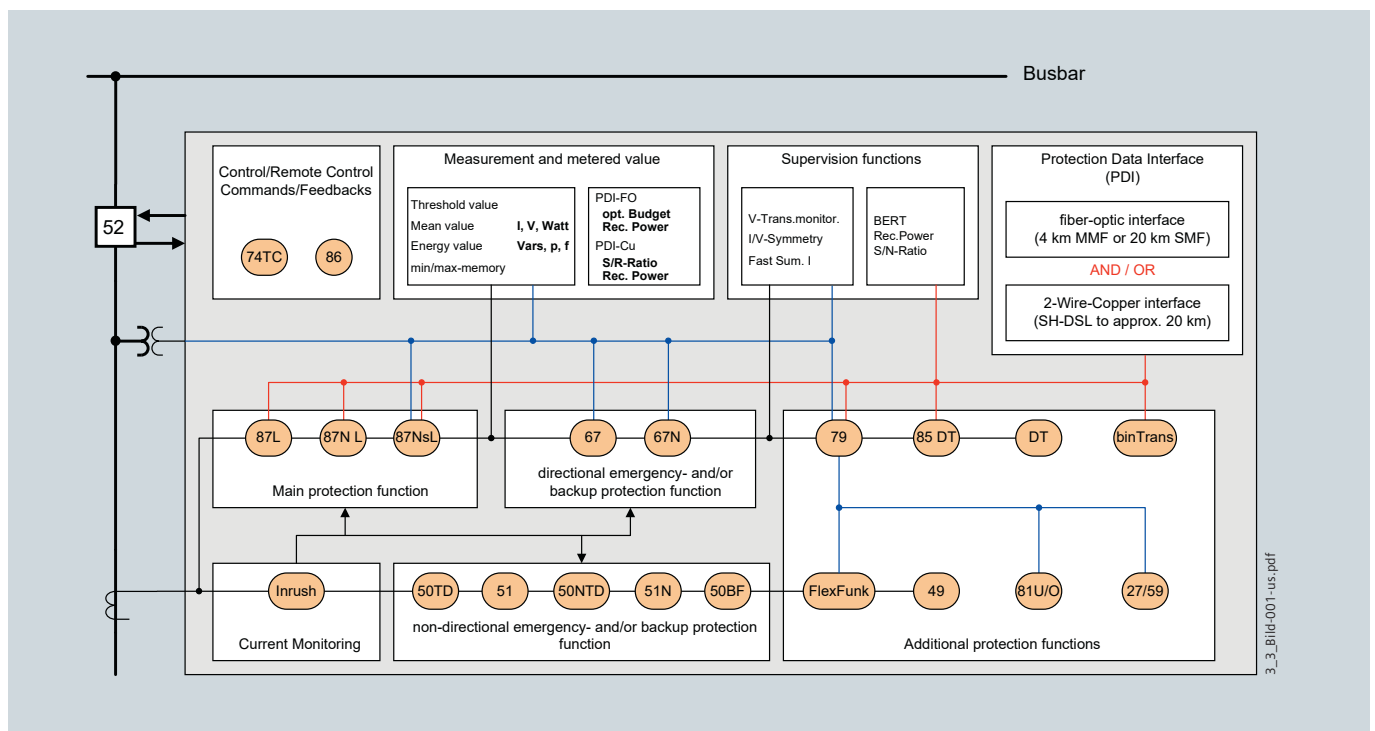 Busbar
52
Control/Remote Control
Commands/Feedbacks
74TC
86
Measurement and metered value
Threshold value
Mean value I, V, Watt
Energy value Vars, p, f
min/max-memory
PDI-FO
opt. Budget
Rec. Power
PDI-Cu
S/R-Ratio
Rec. Power
Supervision functions
V-Trans.monitor.
I/V-Symmetry
Fast Sum. I
BERT
Rec.Power
S/N-Ratio
Protection Data Interface
(PDI)
fiber-optic interface
(4 km MMF or 20 km SMF)
AND / OR
2-Wire-Copper interface
(SH-DSL to approx. 20 km)
87L
87N L
87NsL
Main protection function
67
67N
directional emergency- and/or
backup protection function
79
85 DT
DT
binTrans
Inrush
Current Monitoring
50TD
51
50NTD
51N
50BF
non-directional emergency- and/or backup protection
function
FlexFunk
49
81U/O
27/59
Additional protection functions
3_3_Bild-001-us.pdf